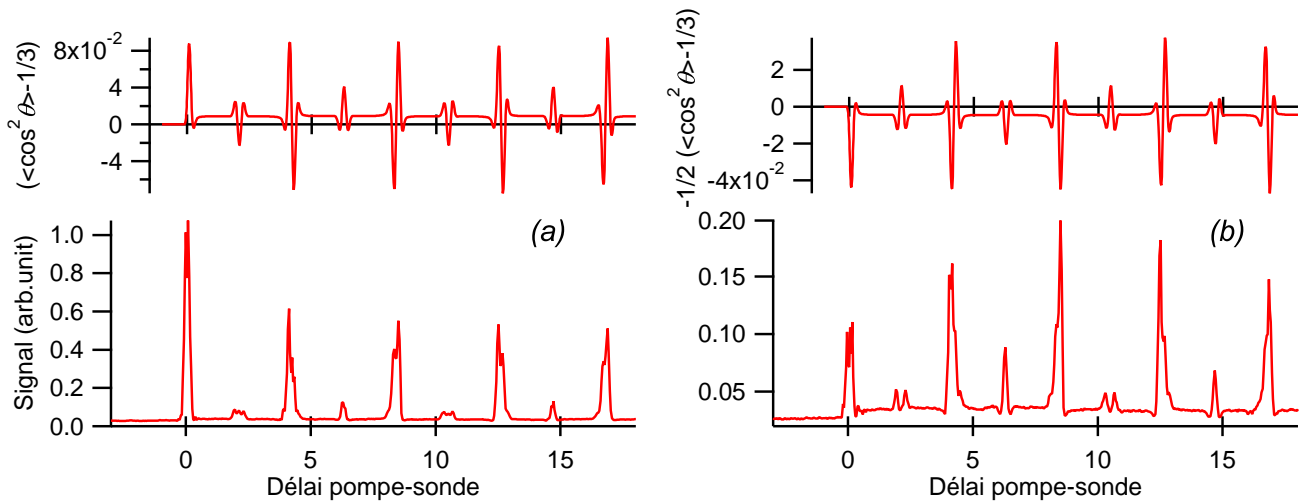 (<cos² θ>-1/3)
8x10⁻²
4
0
-4
Signal (arb.unit)
1.0
0.8
0.6
0.4
0.2
0.0
(a)
0
5
10
15
Délai pompe-sonde
-1/2 (<cos² θ>-1/3)
2
0
-2
-4x10⁻²
0.20
0.15
0.10
0.05
(b)
0
5
10
15
Délai pompe-sonde